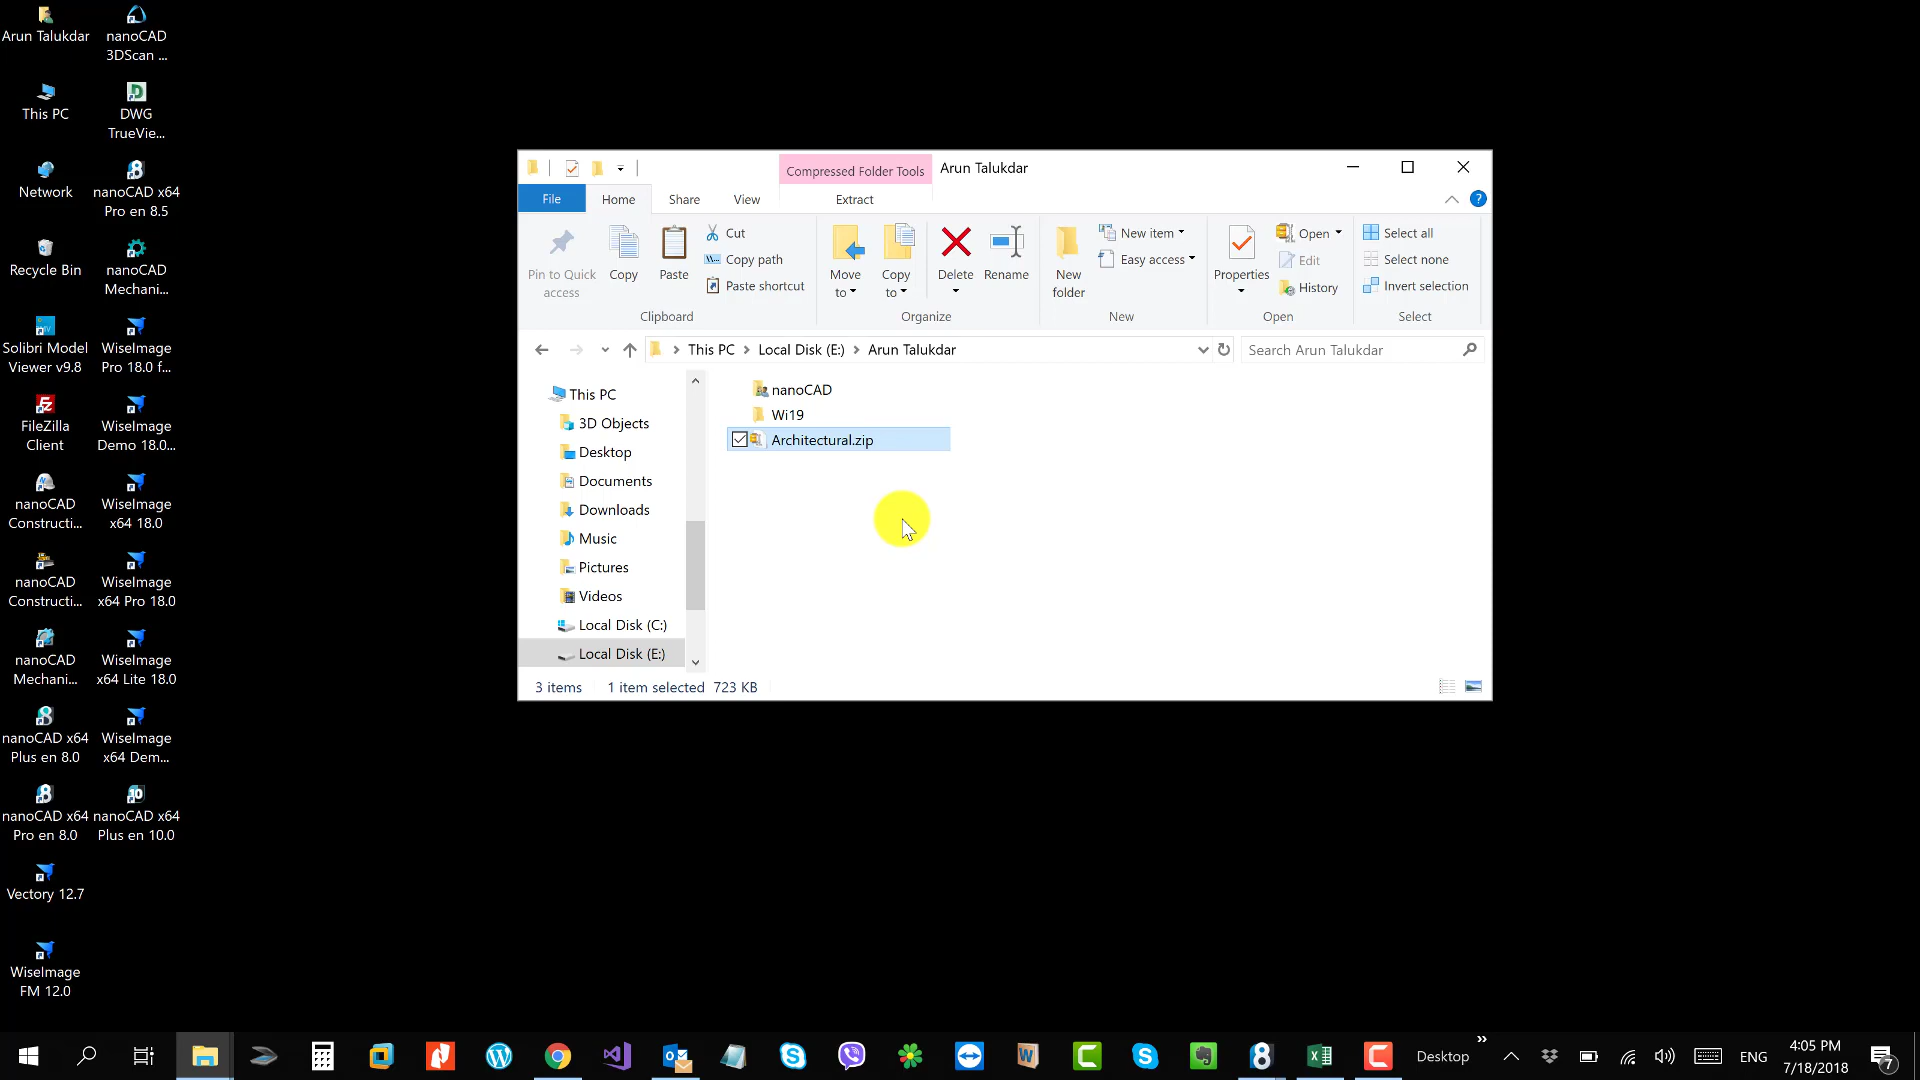 Arun Talukdar
nanoCAD
3DScan ...
This PC
DWG
TrueVie...
Network
nanoCAD x64
Pro en 8.5
Recycle Bin
nanoCAD
Mechani...
Solibri Model
Viewer v9.8
WiseImage
Pro 18.0 f...
FileZilla
Client
WiseImage
Demo 18.0...
nanoCAD
Constructi...
WiseImage
x64 18.0
nanoCAD
Constructi...
WiseImage
x64 Pro 18.0
nanoCAD
Mechani...
WiseImage
x64 Lite 18.0
nanoCAD x64
Plus en 8.0
WiseImage
x64 Dem...
nanoCAD x64
Pro en 8.0
nanoCAD x64
Plus en 10.0
Vectory 12.7
WiseImage
FM 12.0
Compressed Folder Tools
Arun Talukdar
File
Home
Share
View
Extract
Pin to Quick
access
Copy
Paste
Cut
Copy path
Paste shortcut
Clipboard
Move
to
Copy
to
Delete
Rename
Organize
New
folder
New item
Easy access
New
Properties
Open
Edit
History
Open
Select all
Select none
Invert selection
Select
This PC > Local Disk (E:) > Arun Talukdar
Search Arun Talukdar
This PC
3D Objects
Desktop
Documents
Downloads
Music
Pictures
Videos
Local Disk (C:)
Local Disk (E:)
nanoCAD
Wi19
Architectural.zip
3 items
1 item selected 723 KB
Desktop
ENG
4:05 PM
7/18/2018
7